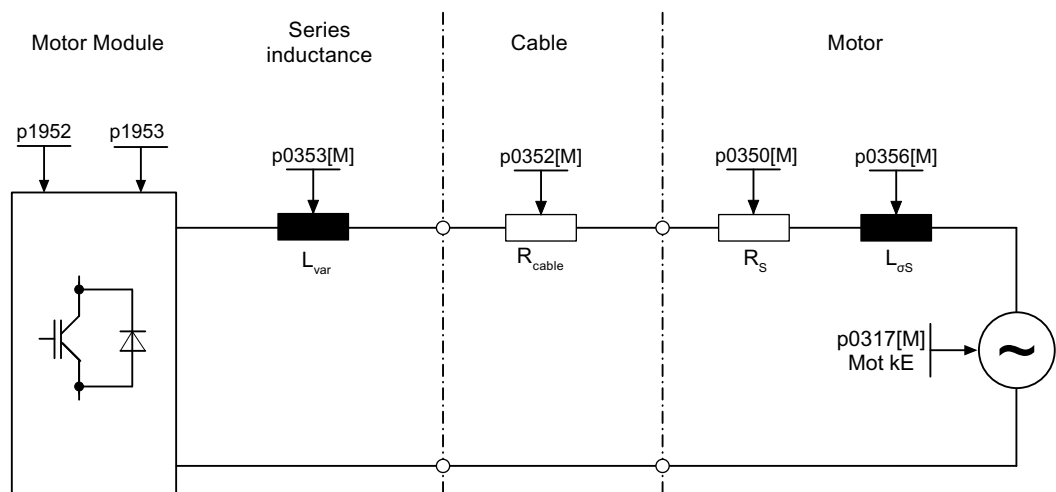 Motor Module
Series
inductance
Cable
Motor
p1952
p1953
p0353[M]
p0352[M]
p0350[M]
p0356[M]
Lvar
Rcable
RS
LσS
p0317[M]
Mot kE
~